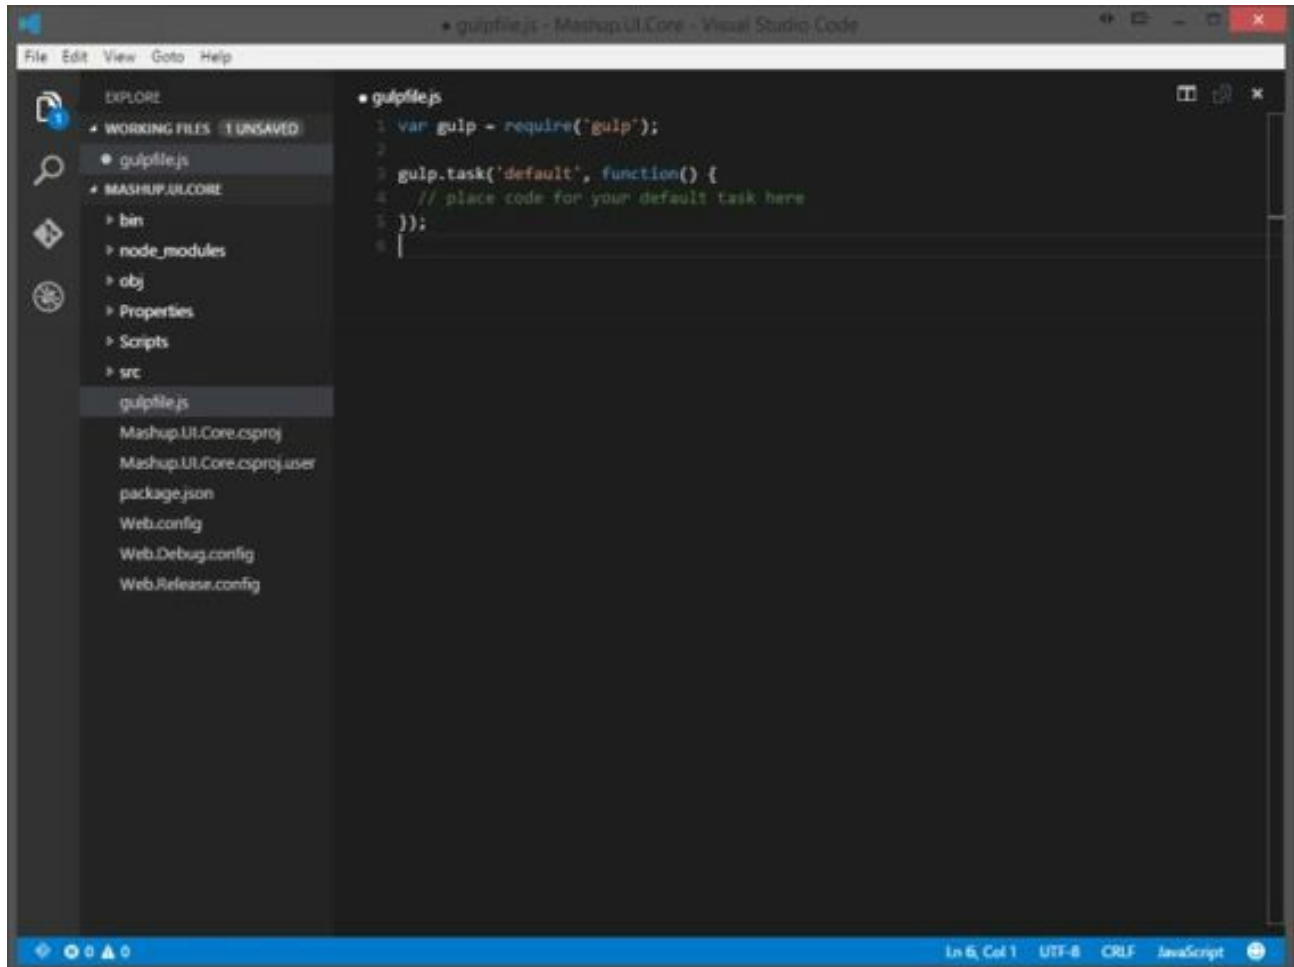 • gulpfile.js - Mashup.UI.Core - Visual Studio Code
File Edit View Goto Help
EXPLORE
WORKING FILES 1 UNSAVED
gulpfile.js
MASHUP.UI.CORE
bin
node_modules
obj
Properties
Scripts
src
gulpfile.js
Mashup.UI.Core.csproj
Mashup.UI.Core.csproj.user
package.json
Web.config
Web.Debug.config
Web.Release.config
• gulpfile.js
1 var gulp = require('gulp');
2
3 gulp.task('default', function() {
4 // place code for your default task here
5 });
6
1
0 0
Ln 6, Col 1 UTF-8 CRLF JavaScript